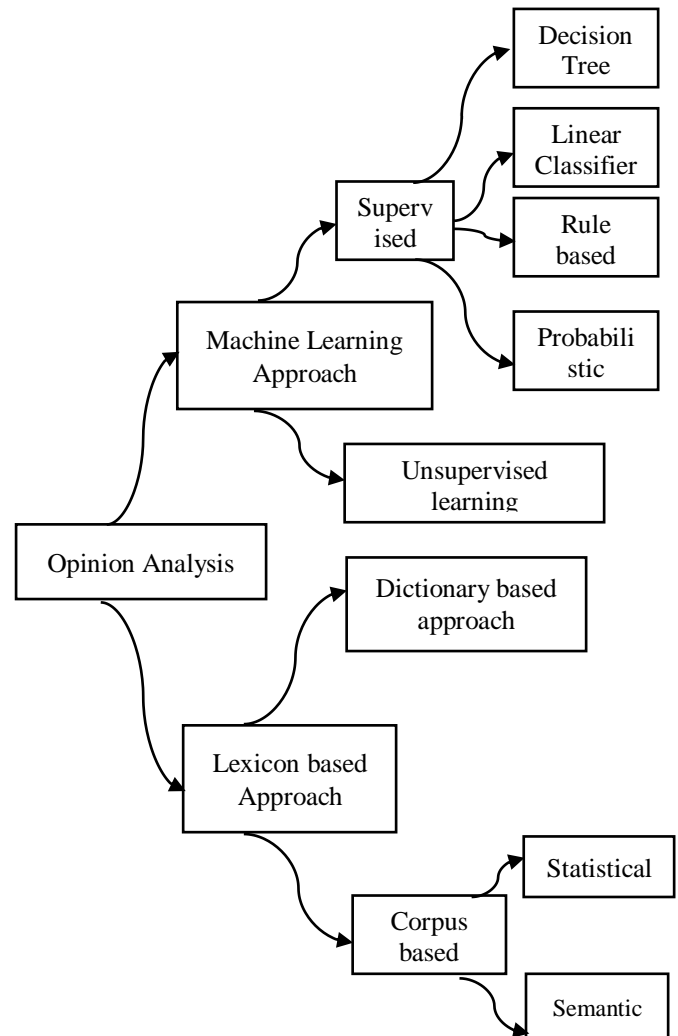 Decision
Tree
Linear
Classifier
Superv
ised
Rule
based
Machine Learning
Approach
Probabili
stic
Unsupervised
learning
Opinion Analysis
Dictionary based
approach
Lexicon based
Approach
Statistical
Corpus
based
Semantic